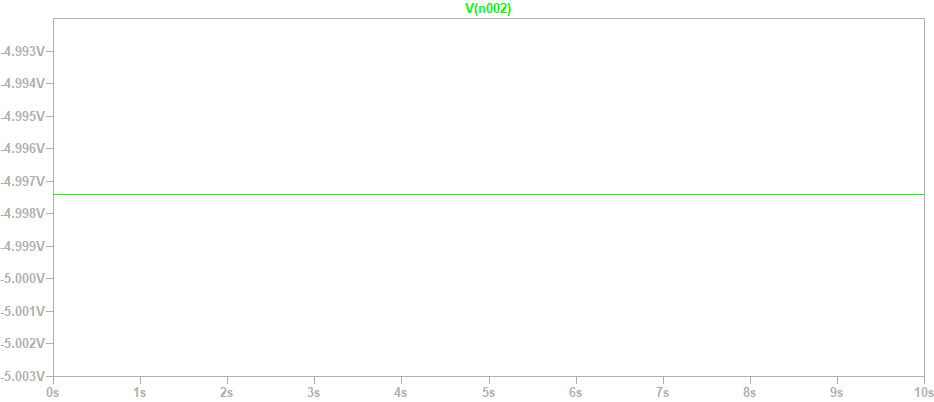 V(n002)
-4.993V
-4.994V
-4.995V
-4.996V
-4.997V
-4.998V
-4.999V
-5.000V
-5.001V
-5.002V
-5.003V
0s 1s 2s 3s 4s 5s 6s 7s 8s 9s 10s